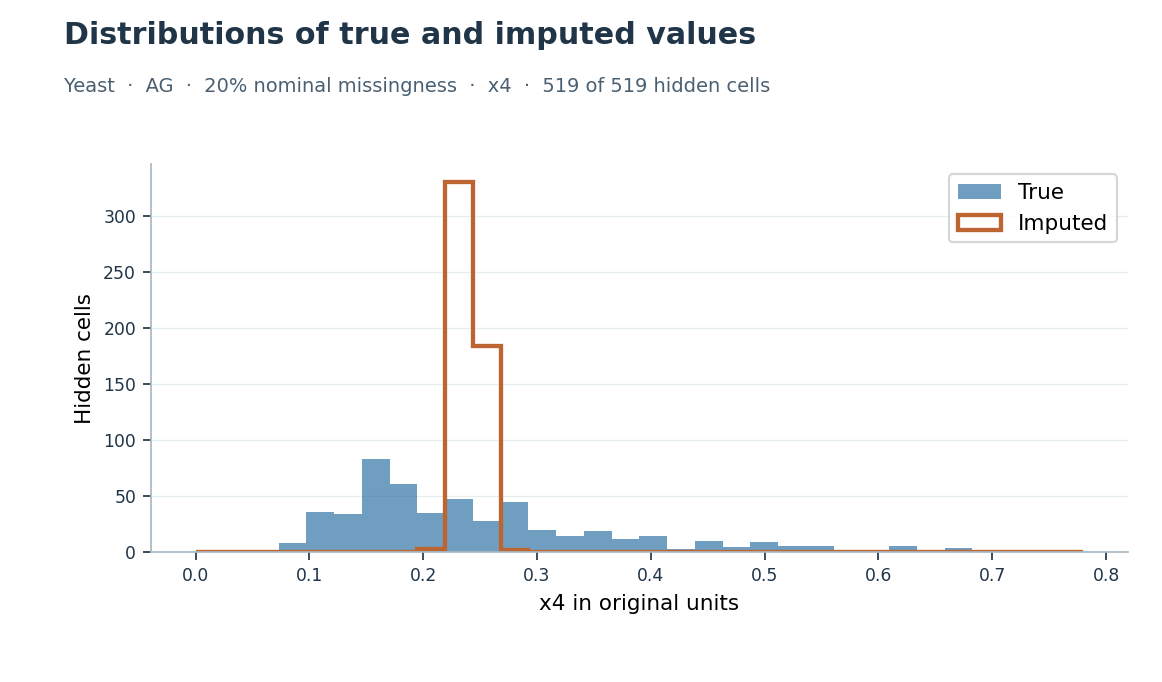 Distributions of true and imputed values
Yeast · AG · 20% nominal missingness · x4 · 519 of 519 hidden cells
True
Imputed
Hidden cells
300
250
200
150
100
50
0
0.0 0.1 0.2 0.3 0.4 0.5 0.6 0.7 0.8
x4 in original units